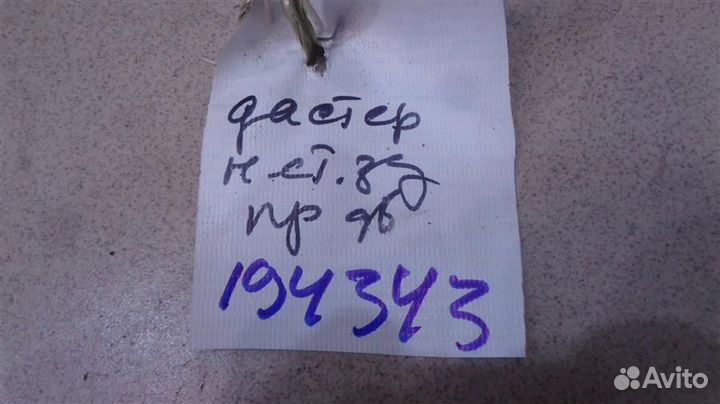 дастер
н ст. зд
пр дв
194343
Avito